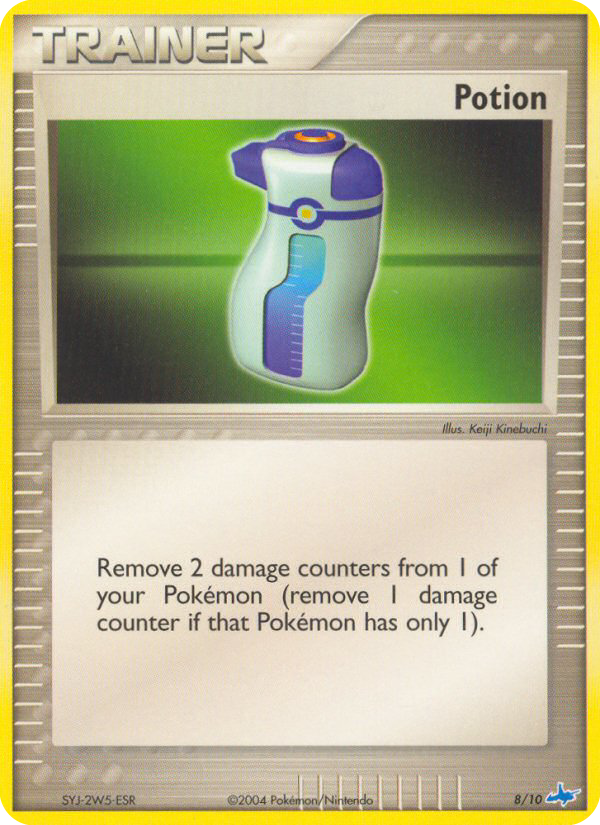 TRAINER
Potion
Illus. Keiji Kinebuchi
Remove 2 damage counters from 1 of
your Pokémon (remove 1 damage
counter if that Pokémon has only 1).
SYJ-2W5-ESR
©2004 Pokémon/Nintendo
8/10